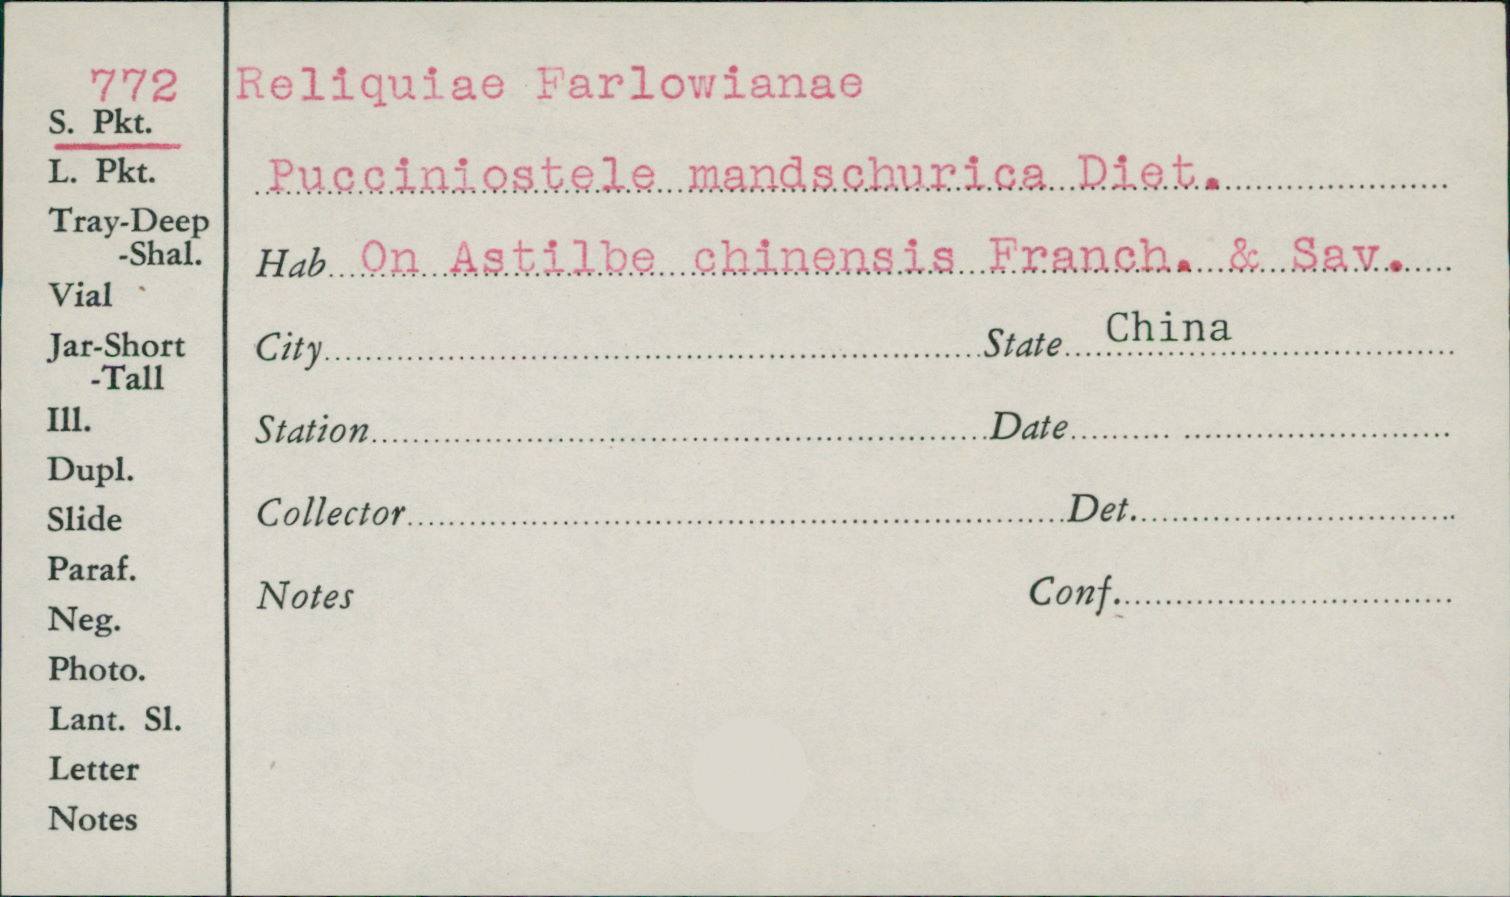 772 Reliquiae Farlowianae
S. Pkt.
L. Pkt.
Tray-Deep
-Shal.
Vial
Jar-Short
-Tall
Ill.
Dupl.
Slide
Paraf.
Neg.
Photo.
Lant. Sl.
Letter
Notes
Pucciniostele mandschurica Diet.
Hab On Astilbe chinensis Franch. & Sav.
City State China
Station Date
Collector Det.
Notes Conf.